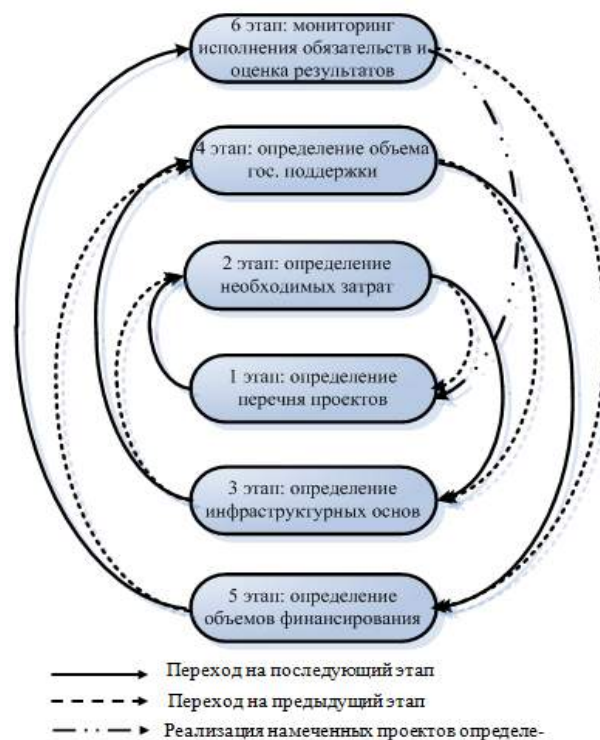 6 этап: мониторинг
исполнения обязательств и
оценка результатов
4 этап: определение объема
гос. поддержки
2 этап: определение
необходимых затрат
1 этап: определение
перечня проектов
3 этап: определение
инфраструктурных основ
5 этап: определение
объемов финансирования
Переход на последующий этап
Переход на предыдущий этап
Реализация намеченных проектов определе-